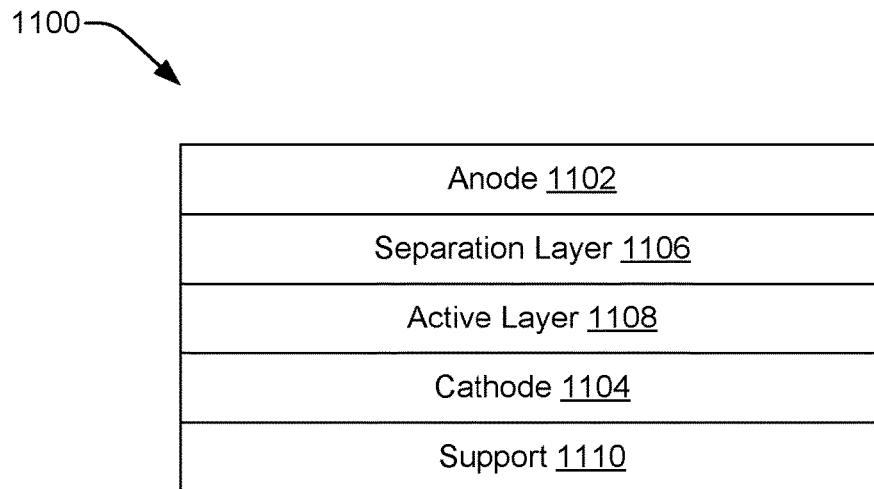 1100
Anode 1102
Separation Layer 1106
Active Layer 1108
Cathode 1104
Support 1110